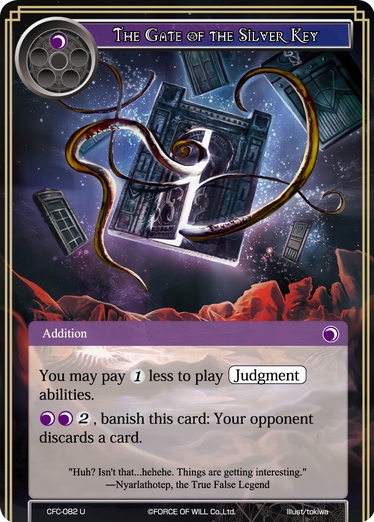 The Gate of the Silver Key
Addition
You may pay 1 less to play Judgment
abilities.
2 , banish this card: Your opponent
discards a card.
"Huh? Isn't that...hehehe. Things are getting interesting."
—Nyarlathotep, the True False Legend
CFC-082 U ©FORCE OF WILL Co.,Ltd. Illust/tokiwa